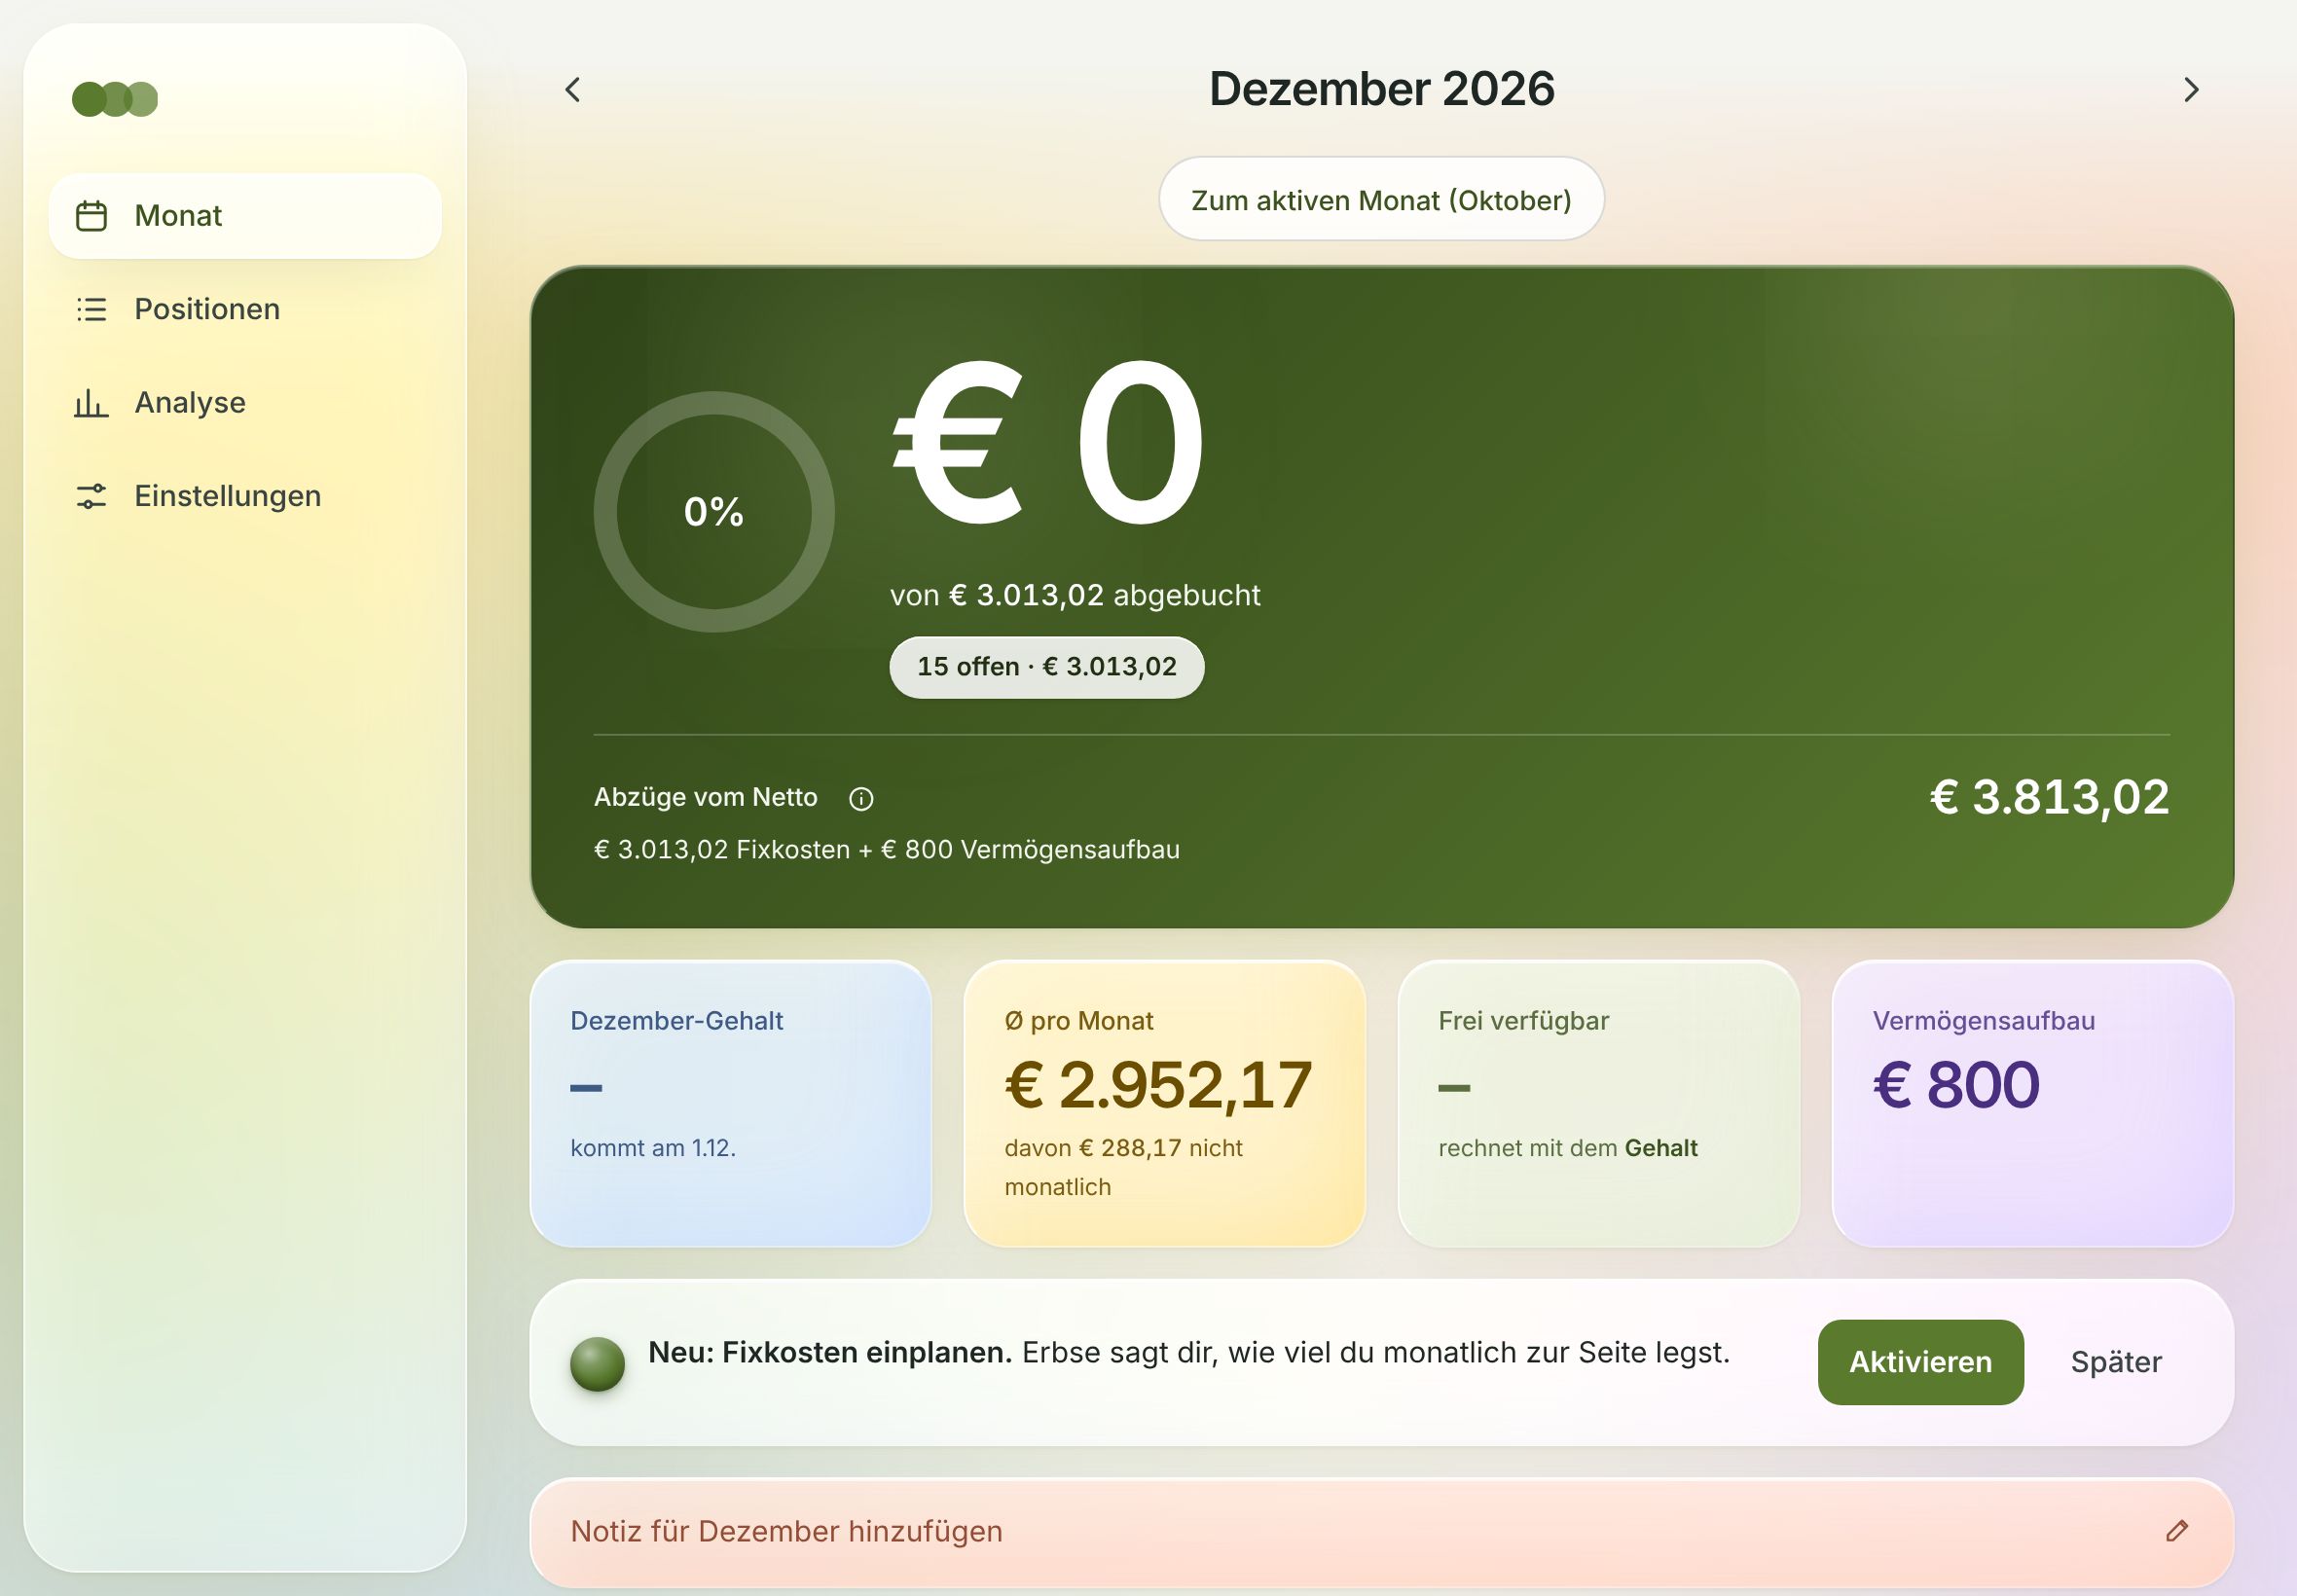 Dezember 2026
Zum aktiven Monat (Oktober)
Monat
Positionen
Analyse
Einstellungen
€ 0
0%
von € 3.013,02 abgebucht
15 offen · € 3.013,02
Abzüge vom Netto
€ 3.813,02
€ 3.013,02 Fixkosten + € 800 Vermögensaufbau
Dezember-Gehalt
–
kommt am 1.12.
Ø pro Monat
€ 2.952,17
davon € 288,17 nicht
monatlich
Frei verfügbar
–
rechnet mit dem Gehalt
Vermögensaufbau
€ 800
Neu: Fixkosten einplanen. Erbse sagt dir, wie viel du monatlich zur Seite legst.
Aktivieren
Später
Notiz für Dezember hinzufügen